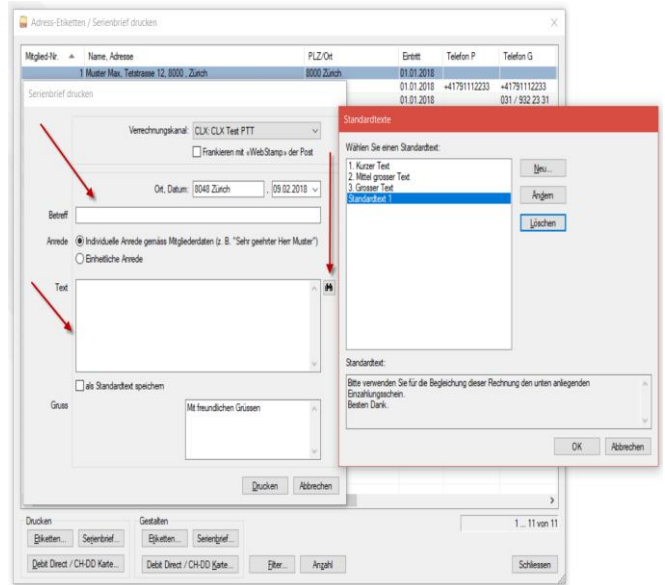 Adress-Etiketten / Serienbrief drucken
Mitglied-Nr. Name, Adresse PLZ/Ort Eintritt Telefon P Telefon G
1 Muster Max, Tetstrasse 12, 8000 , Zürich 8000 Zürich 01.01.2018
01.01.2018 +41791112233 +41791112233
01.01.2018 031 / 932 23 31
Serienbrief drucken
Verrechnungskanal: CLX: CLX Test PTT
Frankieren mit «WebStamp» der Post
Ort, Datum: 8048 Zürich , 09.02.2018
Betreff
Anrede Individuelle Anrede gemäss Mitgliederdaten (z. B. "Sehr geehrter Herr Muster")
Einheitliche Anrede
Text
als Standardtext speichern
Gruss Mit freundlichen Grüssen
Drucken Abbrechen
Standardtexte
Wählen Sie einen Standardtext:
1. Kurzer Text
2. Mittel grosser Text
3. Grosser Text
Standardtext 1
Neu...
Ändern
Löschen
Standardtext:
Bitte verwenden Sie für die Begleichung dieser Rechnung den unten anliegenden
Einzahlungsschein.
Besten Dank.
OK Abbrechen
Drucken Gestalten 1 ... 11 von 11
Etiketten... Serienbrief... Etiketten... Serienbrief...
Debit Direct / CH-DD Karte... Debit Direct / CH-DD Karte... Filter... Anzahl Schliessen